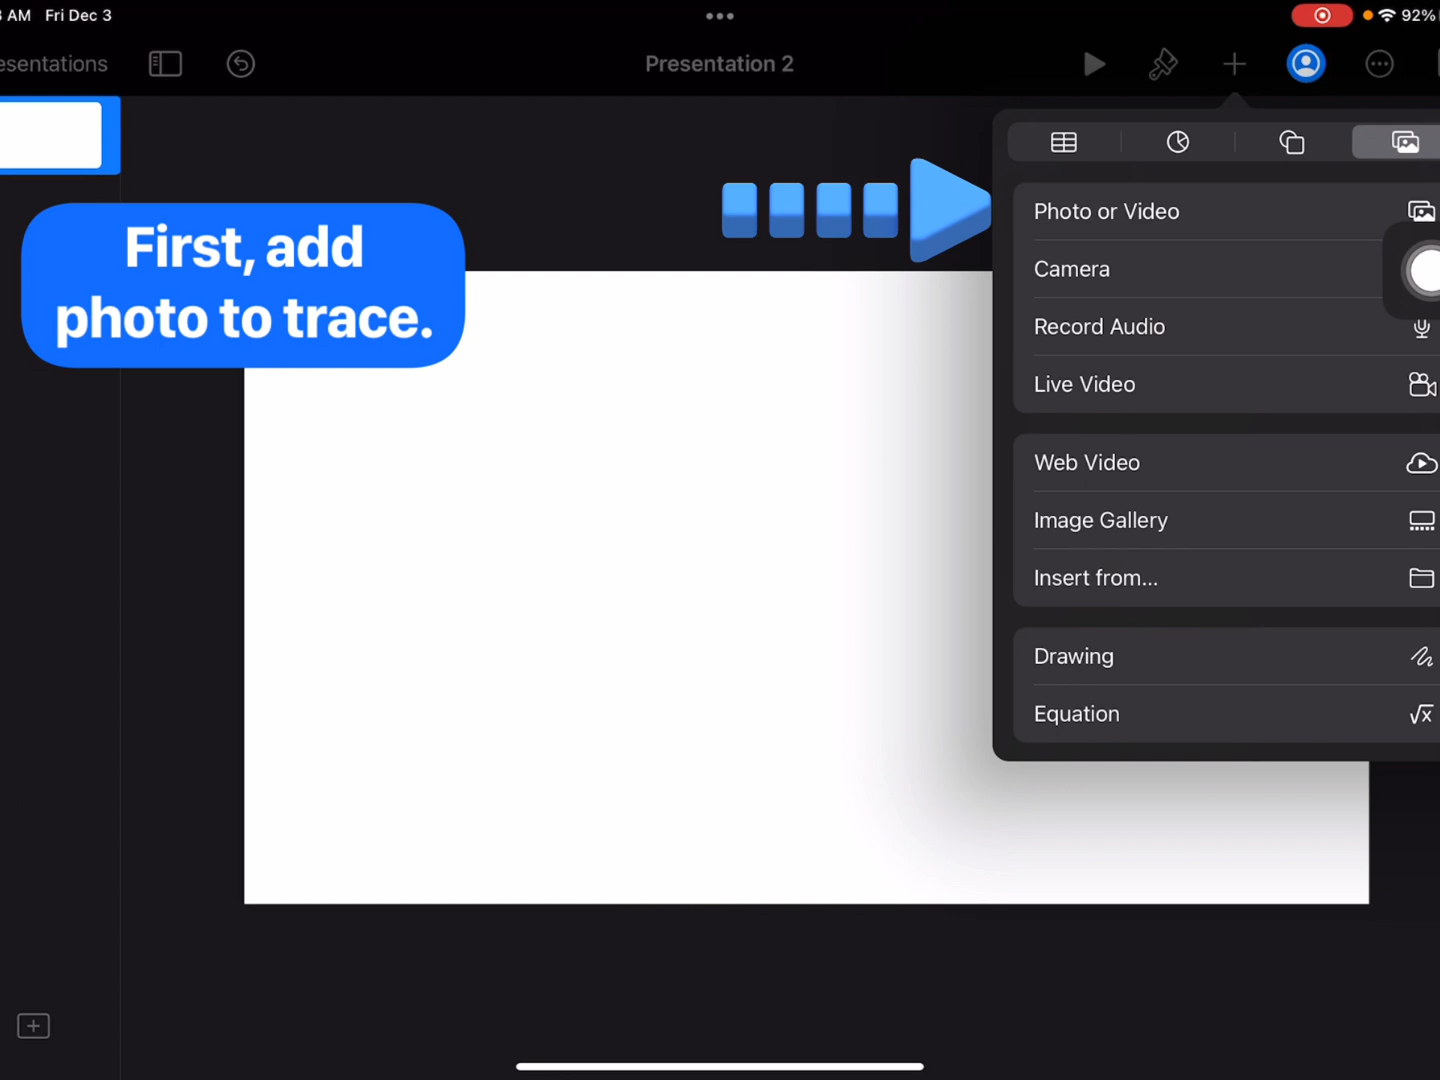 3 AM Fri Dec 3
92%
esentations
Presentation 2
First, add
photo to trace.
Photo or Video
Camera
Record Audio
Live Video
Web Video
Image Gallery
Insert from...
Drawing
Equation